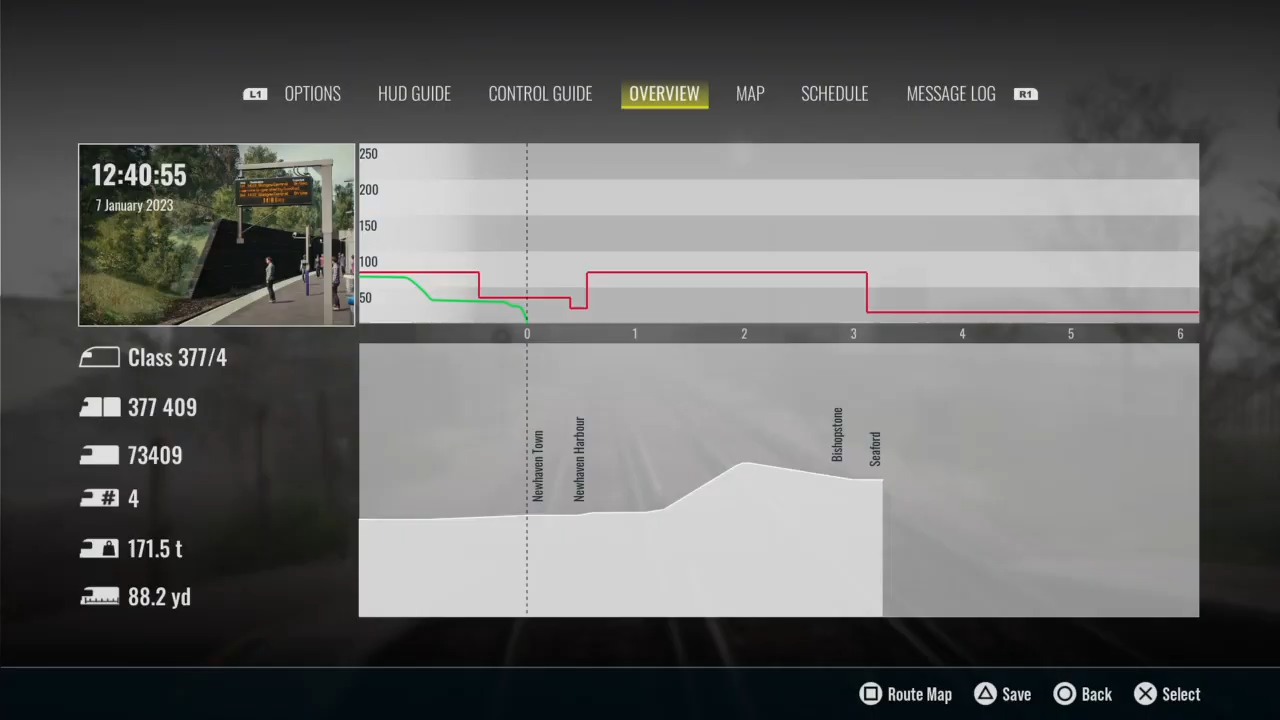 L1 OPTIONS HUD GUIDE CONTROL GUIDE OVERVIEW MAP SCHEDULE MESSAGE LOG R1
12:40:55
7 January 2023
250
200
150
100
50
0 1 2 3 4 5 6
Class 377/4
377 409
73409
# 4
171.5 t
88.2 yd
Newhaven Town
Newhaven Harbour
Bishopstone
Seaford
Route Map Save Back Select